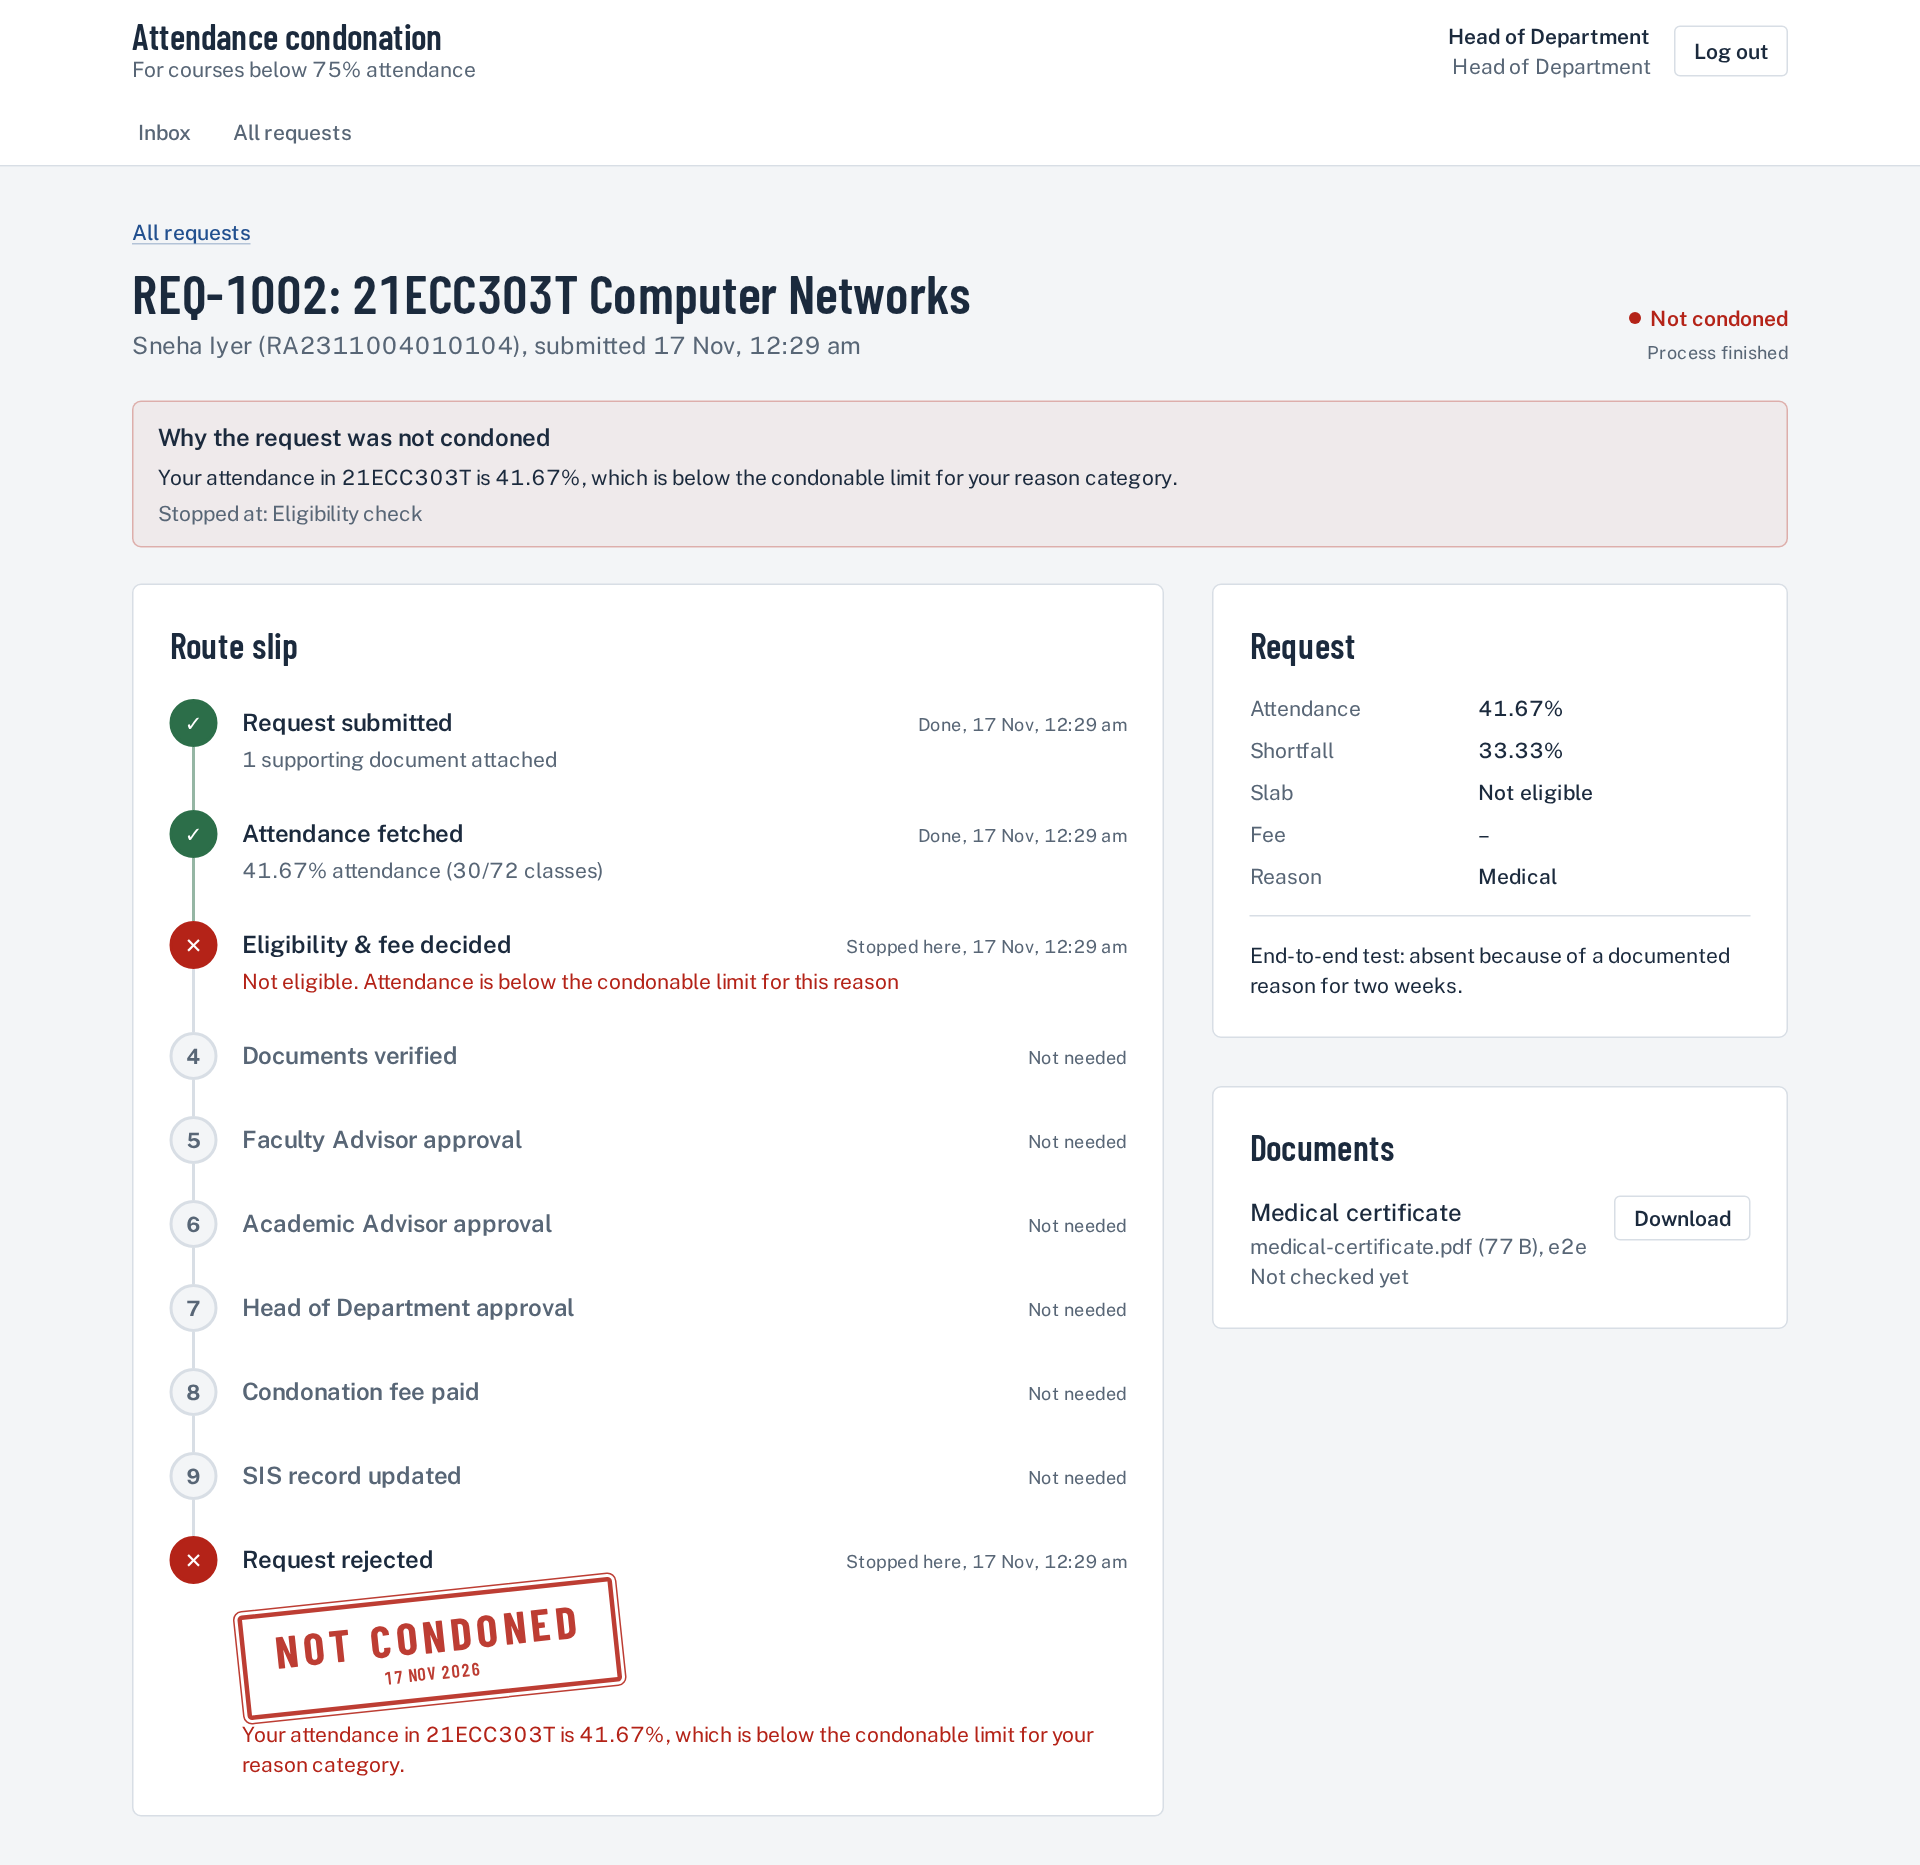 Attendance condonation
For courses below 75% attendance
Head of Department
Head of Department
Log out
Inbox
All requests
All requests
REQ-1002: 21ECC303T Computer Networks
Sneha Iyer (RA2311004010104), submitted 17 Nov, 12:29 am
Not condoned
Process finished
Why the request was not condoned
Your attendance in 21ECC303T is 41.67%, which is below the condonable limit for your reason category.
Stopped at: Eligibility check
Route slip
Request submitted
Done, 17 Nov, 12:29 am
1 supporting document attached
Attendance fetched
Done, 17 Nov, 12:29 am
41.67% attendance (30/72 classes)
Eligibility & fee decided
Stopped here, 17 Nov, 12:29 am
Not eligible. Attendance is below the condonable limit for this reason
4
Documents verified
Not needed
5
Faculty Advisor approval
Not needed
6
Academic Advisor approval
Not needed
7
Head of Department approval
Not needed
8
Condonation fee paid
Not needed
9
SIS record updated
Not needed
Request rejected
Stopped here, 17 Nov, 12:29 am
NOT CONDONED
17 NOV 2026
Your attendance in 21ECC303T is 41.67%, which is below the condonable limit for your
reason category.
Request
Attendance 41.67%
Shortfall 33.33%
Slab Not eligible
Fee –
Reason Medical
End-to-end test: absent because of a documented
reason for two weeks.
Documents
Medical certificate
Download
medical-certificate.pdf (77 B), e2e
Not checked yet